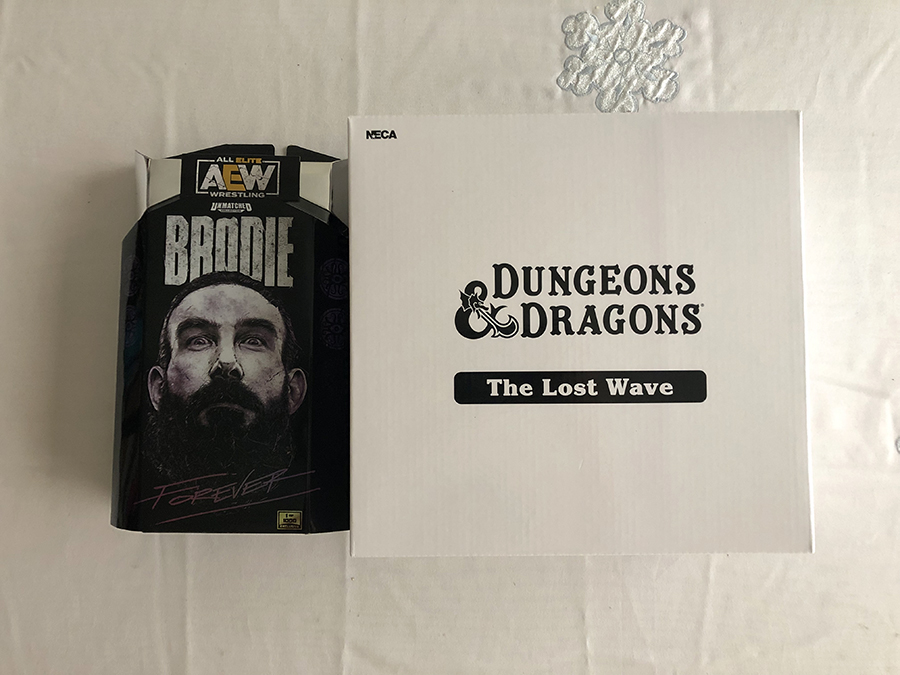 ALL ELITE
AEW
WRESTLING
UNMATCHED
BRODIE
FOREVER
NECA
DUNGEONS
& DRAGONS
The Lost Wave